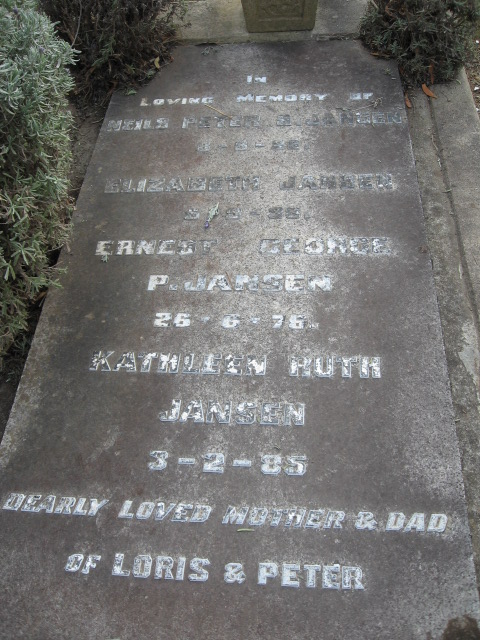 IN
LOVING MEMORY OF
NEILS PETER S. JANSEN
ELIZABETH JANSEN
ERNEST GEORGE
P. JANSEN
26-6-76.
KATHLEEN RUTH
JANSEN
3-2-85
DEARLY LOVED MOTHER & DAD
OF LORIS & PETER